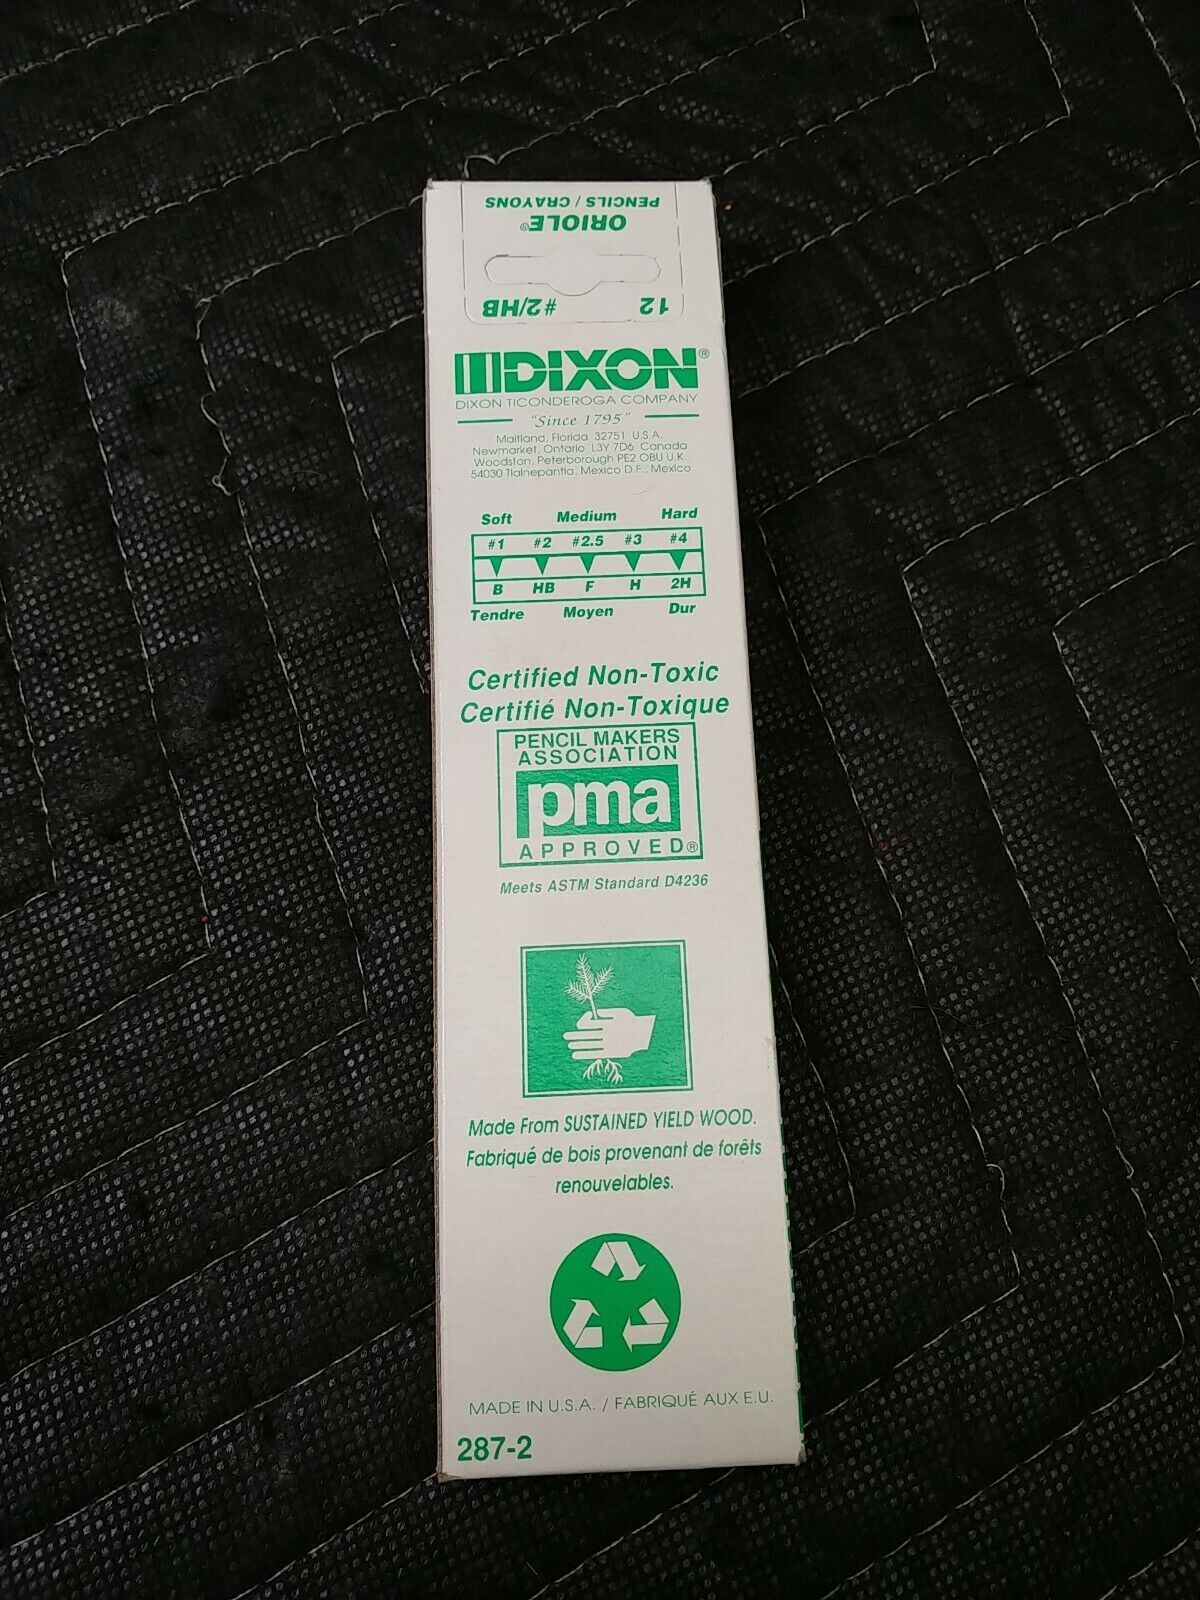 PENCILS / CRAYONS
ORIOLE®
12 #2/HB
DIXON®
DIXON TICONDEROGA COMPANY
"Since 1795"
Maitland, Florida 32751 U.S.A.
Newmarket, Ontario L3Y 7D6 Canada
Woodston, Peterborough PE2 OBU U.K.
54030 Tlalnepantla, Mexico D.F., Mexico
Soft Medium Hard
#1 #2 #2.5 #3 #4
B HB F H 2H
Tendre Moyen Dur
Certified Non-Toxic
Certifié Non-Toxique
PENCIL MAKERS
ASSOCIATION
pma
APPROVED®
Meets ASTM Standard D4236
Made From SUSTAINED YIELD WOOD.
Fabriqué de bois provenant de forêts
renouvelables.
MADE IN U.S.A. / FABRIQUÉ AUX E.U.
287-2